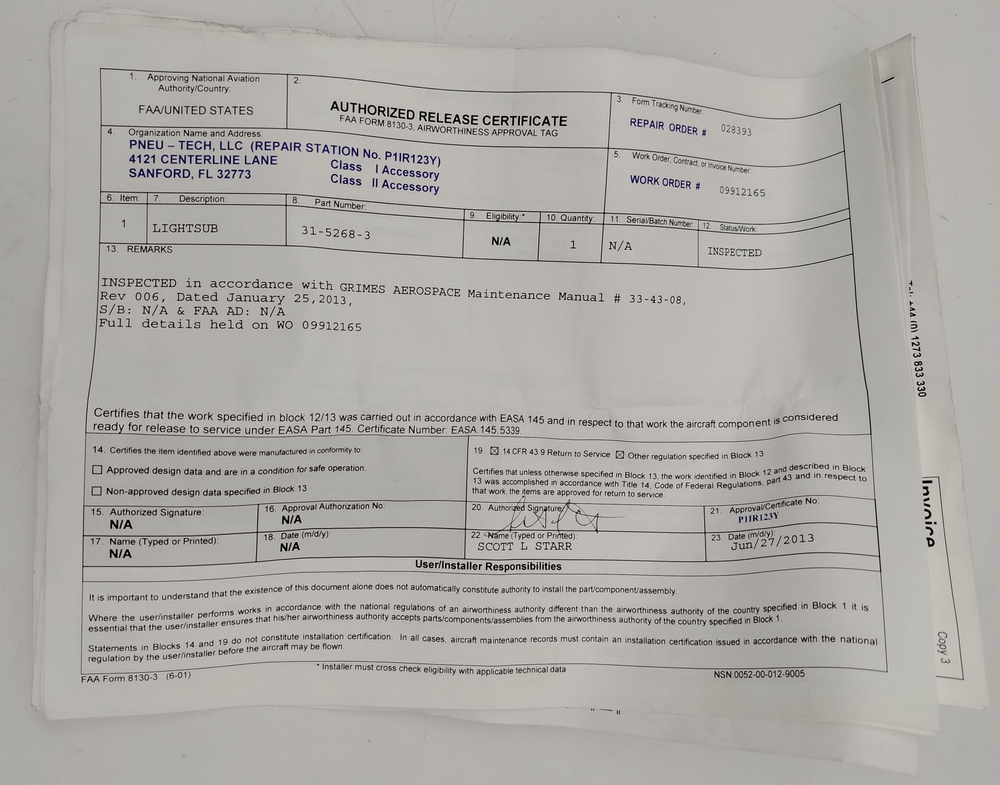 1. Approving National Aviation
Authority/Country:
FAA/UNITED STATES
2.
AUTHORIZED RELEASE CERTIFICATE
FAA FORM 8130-3, AIRWORTHINESS APPROVAL TAG
3. Form Tracking Number:
REPAIR ORDER # 028393
4. Organization Name and Address.
PNEU – TECH, LLC (REPAIR STATION No. P1IR123Y)
4121 CENTERLINE LANE Class I Accessory
SANFORD, FL 32773 Class II Accessory
5. Work Order, Contract, or Invoice Number:
WORK ORDER # 09912165
6. Item: 7. Description: 8. Part Number: 9. Eligibility:* 10. Quantity: 11. Serial/Batch Number: 12. Status/Work:
1 LIGHTSUB 31-5268-3 N/A 1 N/A INSPECTED
13. REMARKS
INSPECTED in accordance with GRIMES AEROSPACE Maintenance Manual # 33-43-08,
Rev 006, Dated January 25,2013,
S/B: N/A & FAA AD: N/A
Full details held on WO 09912165
Certifies that the work specified in block 12/13 was carried out in accordance with EASA 145 and in respect to that work the aircraft component is considered
ready for release to service under EASA Part 145. Certificate Number: EASA.145.5339.
14. Certifies the item identified above were manufactured in conformity to:
Approved design data and are in a condition for safe operation.
Non-approved design data specified in Block 13
19. ☒ 14 CFR 43.9 Return to Service ☒ Other regulation specified in Block 13
Certifies that unless otherwise specified in Block 13, the work identified in Block 12 and described in Block
13 was accomplished in accordance with Title 14, Code of Federal Regulations, part 43 and in respect to
that work, the items are approved for return to service.
15. Authorized Signature:
N/A
16. Approval Authorization No:
N/A
20. Authorized Signature:
21. Approval/Certificate No:
P1IR123Y
17. Name (Typed or Printed):
N/A
18. Date (m/d/y):
N/A
22. Name (Typed or Printed):
SCOTT L STARR
23. Date (m/d/y):
Jun/27/2013
User/Installer Responsibilities
It is important to understand that the existence of this document alone does not automatically constitute authority to install the part/component/assembly.
Where the user/installer performs works in accordance with the national regulations of an airworthiness authority different than the airworthiness authority of the country specified in Block 1 it is
essential that the user/installer ensures that his/her airworthiness authority accepts parts/components/assemblies from the airworthiness authority of the country specified in Block 1.
Statements in Blocks 14 and 19 do not constitute installation certification. In all cases, aircraft maintenance records must contain an installation certification issued in accordance with the national
regulation by the user/installer before the aircraft may be flown.
FAA Form 8130-3 (6-01)
* Installer must cross check eligibility with applicable technical data
NSN:0052-00-012-9005
(0) 1273 833 330
Invoice
Copy 3